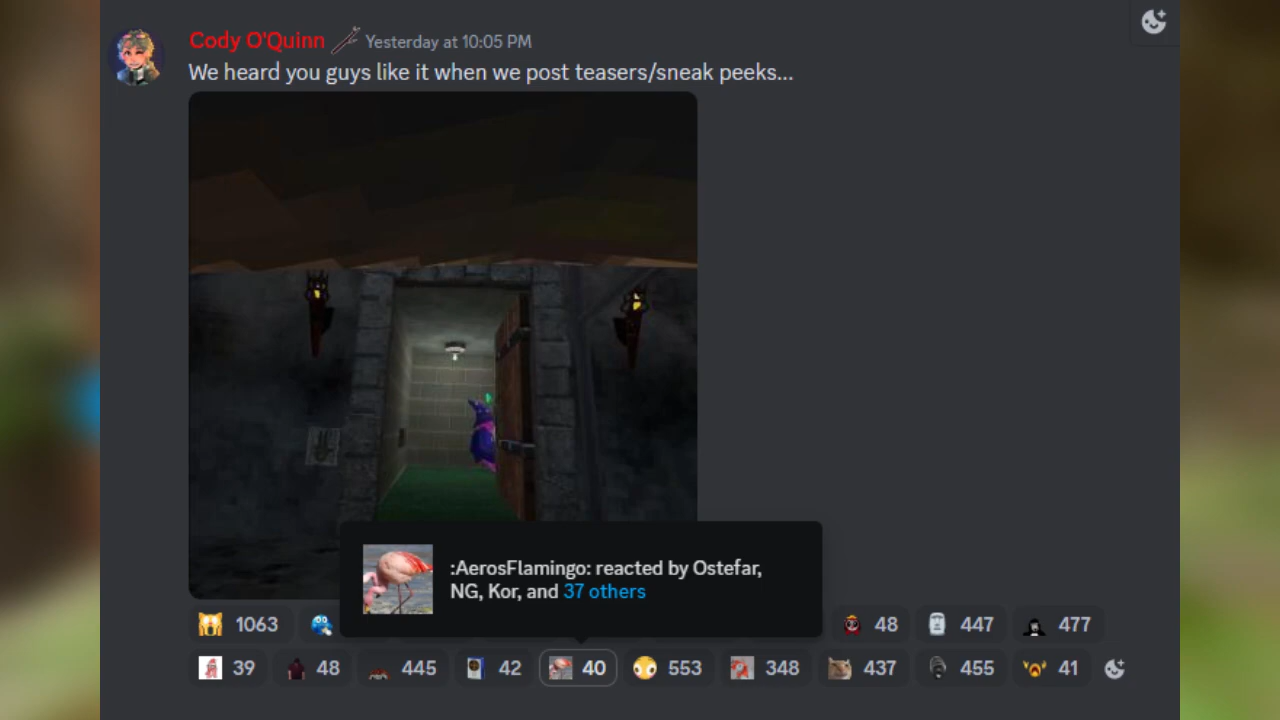 Cody O'Quinn Yesterday at 10:05 PM
We heard you guys like it when we post teasers/sneak peeks...
:AerosFlamingo: reacted by Ostefar,
NG, Kor, and 37 others
1063 48 447 477
39 48 445 42 40 553 348 437 455 41